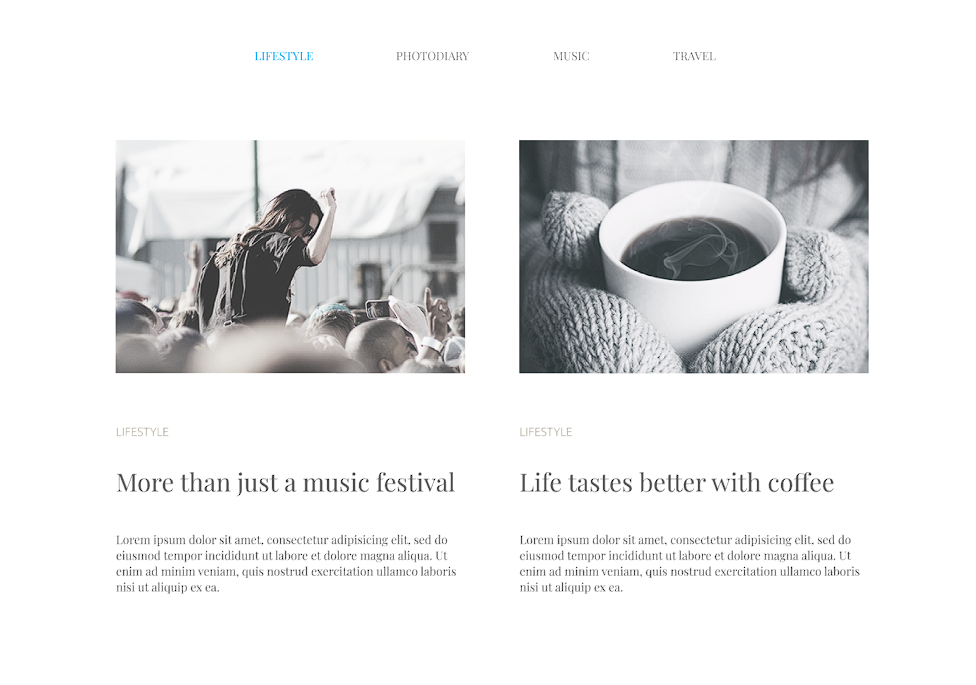 LIFESTYLE PHOTODIARY MUSIC TRAVEL
LIFESTYLE
More than just a music festival
Lorem ipsum dolor sit amet, consectetur adipisicing elit, sed do
eiusmod tempor incididunt ut labore et dolore magna aliqua. Ut
enim ad minim veniam, quis nostrud exercitation ullamco laboris
nisi ut aliquip ex ea.
LIFESTYLE
Life tastes better with coffee
Lorem ipsum dolor sit amet, consectetur adipisicing elit, sed do
eiusmod tempor incididunt ut labore et dolore magna aliqua. Ut
enim ad minim veniam, quis nostrud exercitation ullamco laboris
nisi ut aliquip ex ea.